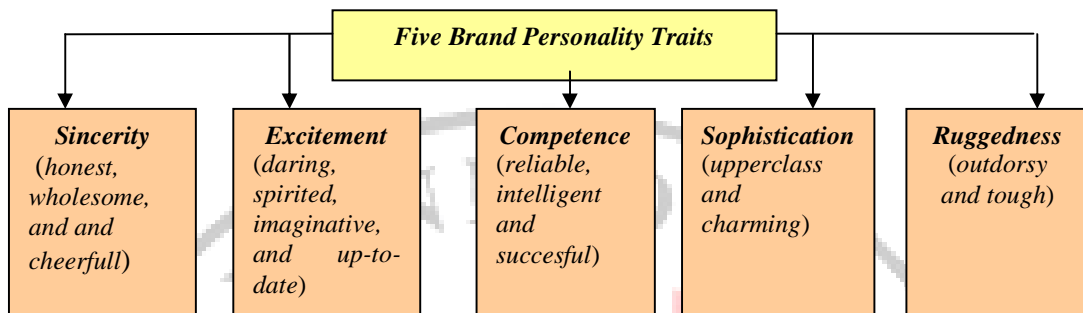 Five Brand Personality Traits
Sincerity
(honest,
wholesome,
and and
cheerfull)
Excitement
(daring,
spirited,
imaginative,
and up-to-
date)
Competence
(reliable,
intelligent
and
succesful)
Sophistication
(upperclass
and
charming)
Ruggedness
(outdorsy
and tough)